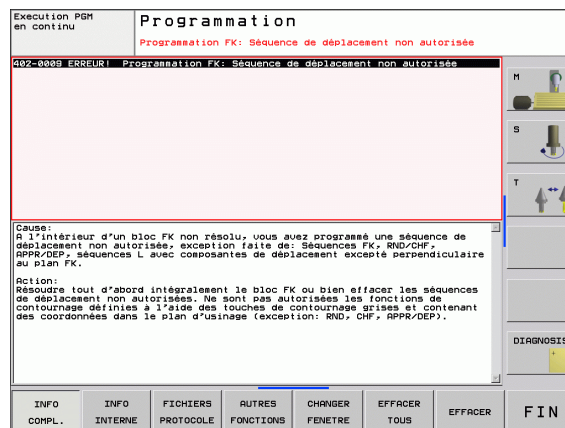 Execution PGM
en continu
Programmation
Programmation FK: Séquence de déplacement non autorisée
402-0009 ERREUR! Programmation FK: Séquence de déplacement non autorisée
M
S
T
Cause:
A l'intérieur d'un bloc FK non résolu, vous avez programmé une séquence de
déplacement non autorisée, exception faite de: Séquences FK, RND/CHF,
APPR/DEP, séquences L avec composantes de déplacement excepté perpendiculaire
au plan FK.
Action:
Résoudre tout d'abord intégralement le bloc FK ou bien effacer les séquences
de déplacement non autorisées. Ne sont pas autorisées les fonctions de
contournage définies à l'aide des touches de contournage grises et contenant
des coordonnées dans le plan d'usinage (exception: RND, CHF, APPR/DEP).
DIAGNOSIS
INFO
COMPL.
INFO
INTERNE
FICHIERS
PROTOCOLE
AUTRES
FONCTIONS
CHANGER
FENETRE
EFFACER
TOUS
EFFACER
FIN